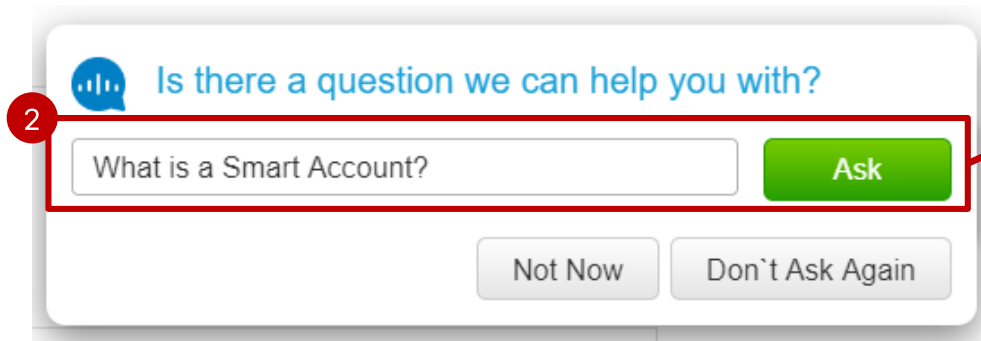 Is there a question we can help you with?
2
What is a Smart Account?
Ask
Not Now
Don`t Ask Again